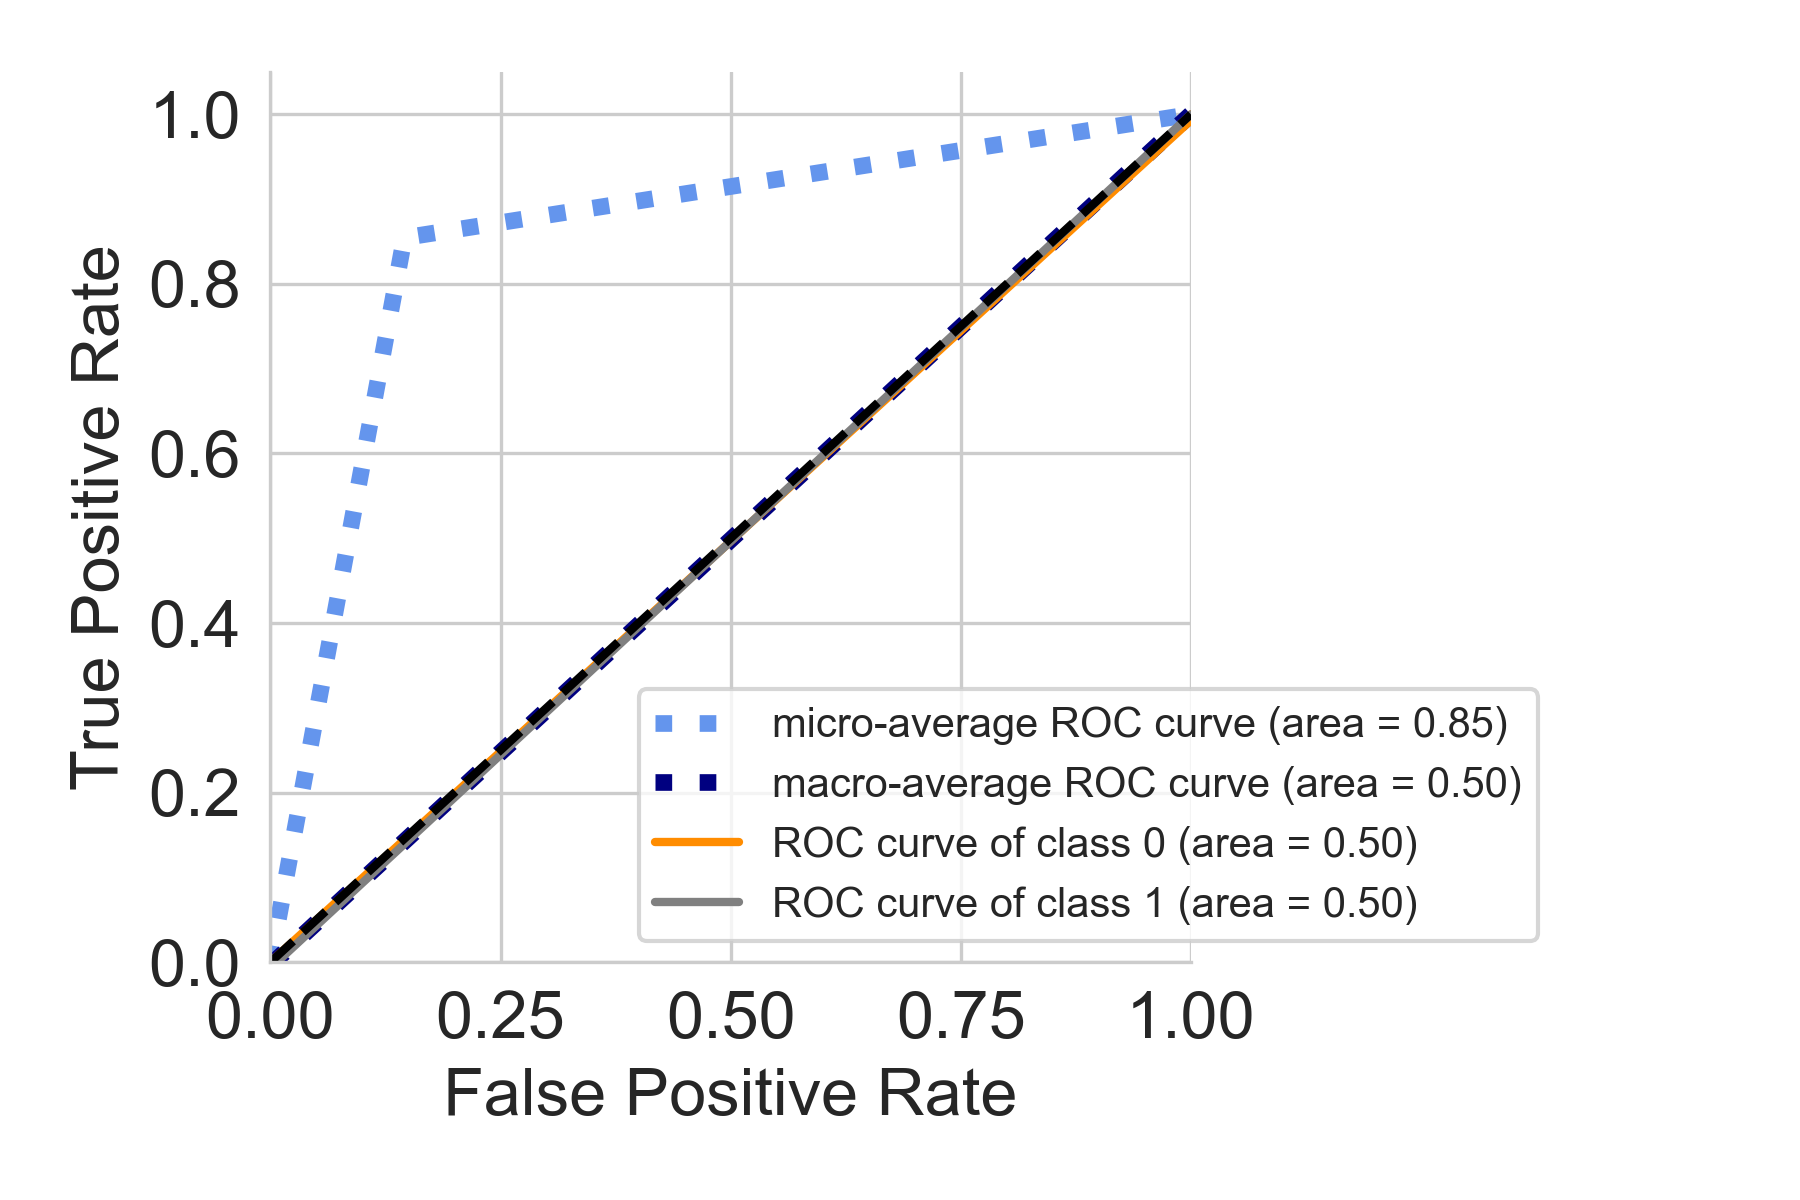 True Positive Rate
1.0
0.8
0.6
0.4
0.2
0.0
micro-average ROC curve (area = 0.85)
macro-average ROC curve (area = 0.50)
ROC curve of class 0 (area = 0.50)
ROC curve of class 1 (area = 0.50)
0.00 0.25 0.50 0.75 1.00
False Positive Rate